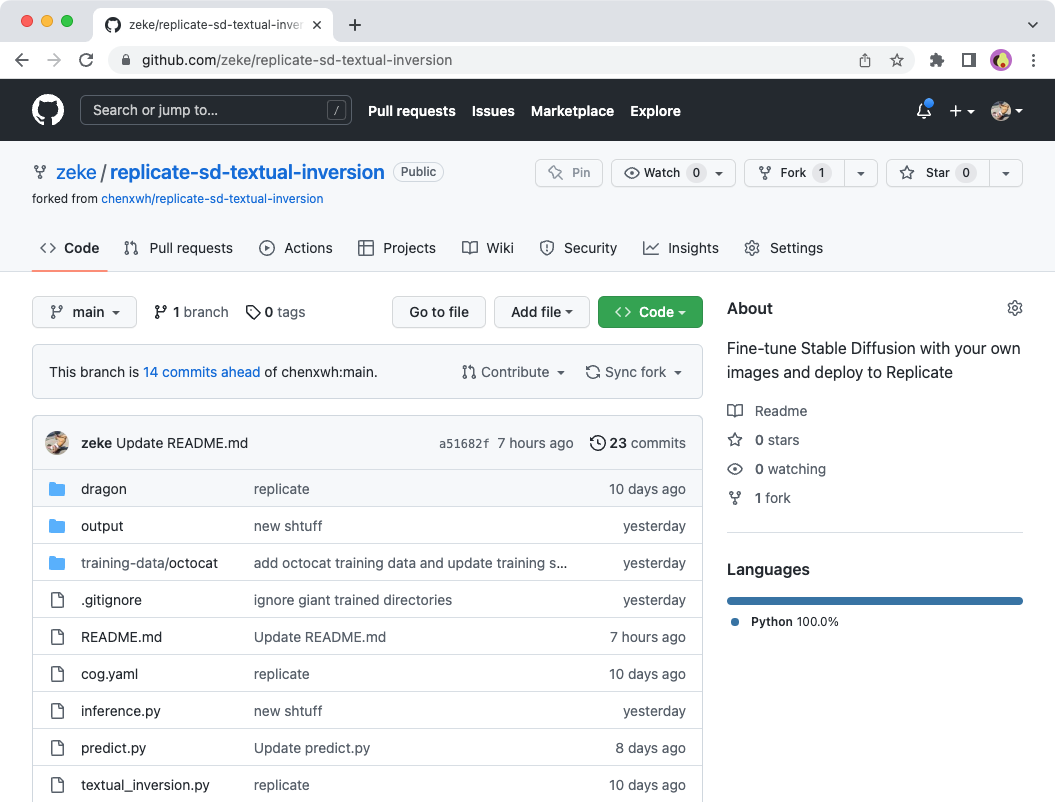 zeke/replicate-sd-textual-inver
github.com/zeke/replicate-sd-textual-inversion
Search or jump to... /
Pull requests Issues Marketplace Explore
zeke / replicate-sd-textual-inversion Public
Pin Watch 0 Fork 1 Star 0
forked from chenxwh/replicate-sd-textual-inversion
Code Pull requests Actions Projects Wiki Security Insights Settings
main 1 branch 0 tags Go to file Add file Code
This branch is 14 commits ahead of chenxwh:main. Contribute Sync fork
zeke Update README.md a51682f 7 hours ago 23 commits
dragon replicate 10 days ago
output new shtuff yesterday
training-data/octocat add octocat training data and update training s... yesterday
.gitignore ignore giant trained directories yesterday
README.md Update README.md 7 hours ago
cog.yaml replicate 10 days ago
inference.py new shtuff yesterday
predict.py Update predict.py 8 days ago
textual_inversion.py replicate 10 days ago
About
Fine-tune Stable Diffusion with your own
images and deploy to Replicate
Readme
0 stars
0 watching
1 fork
Languages
Python 100.0%